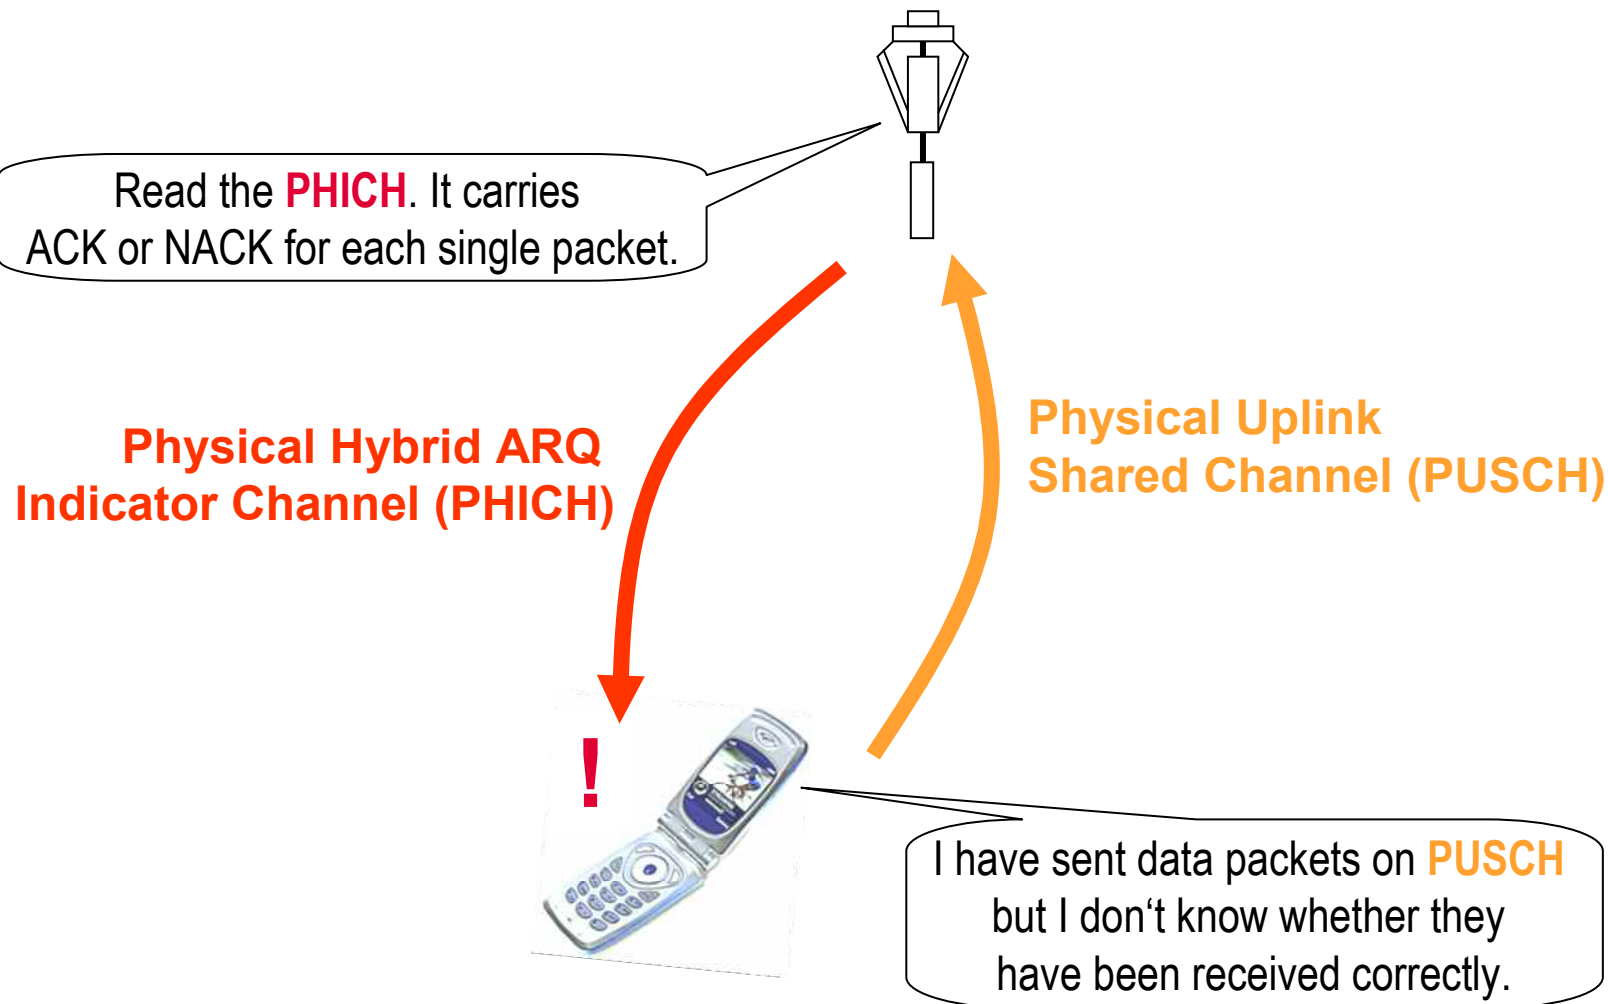 Read the PHICH. It carries
ACK or NACK for each single packet.
Physical Hybrid ARQ
Indicator Channel (PHICH)
Physical Uplink
Shared Channel (PUSCH)
!
I have sent data packets on PUSCH
but I don‘t know whether they
have been received correctly.